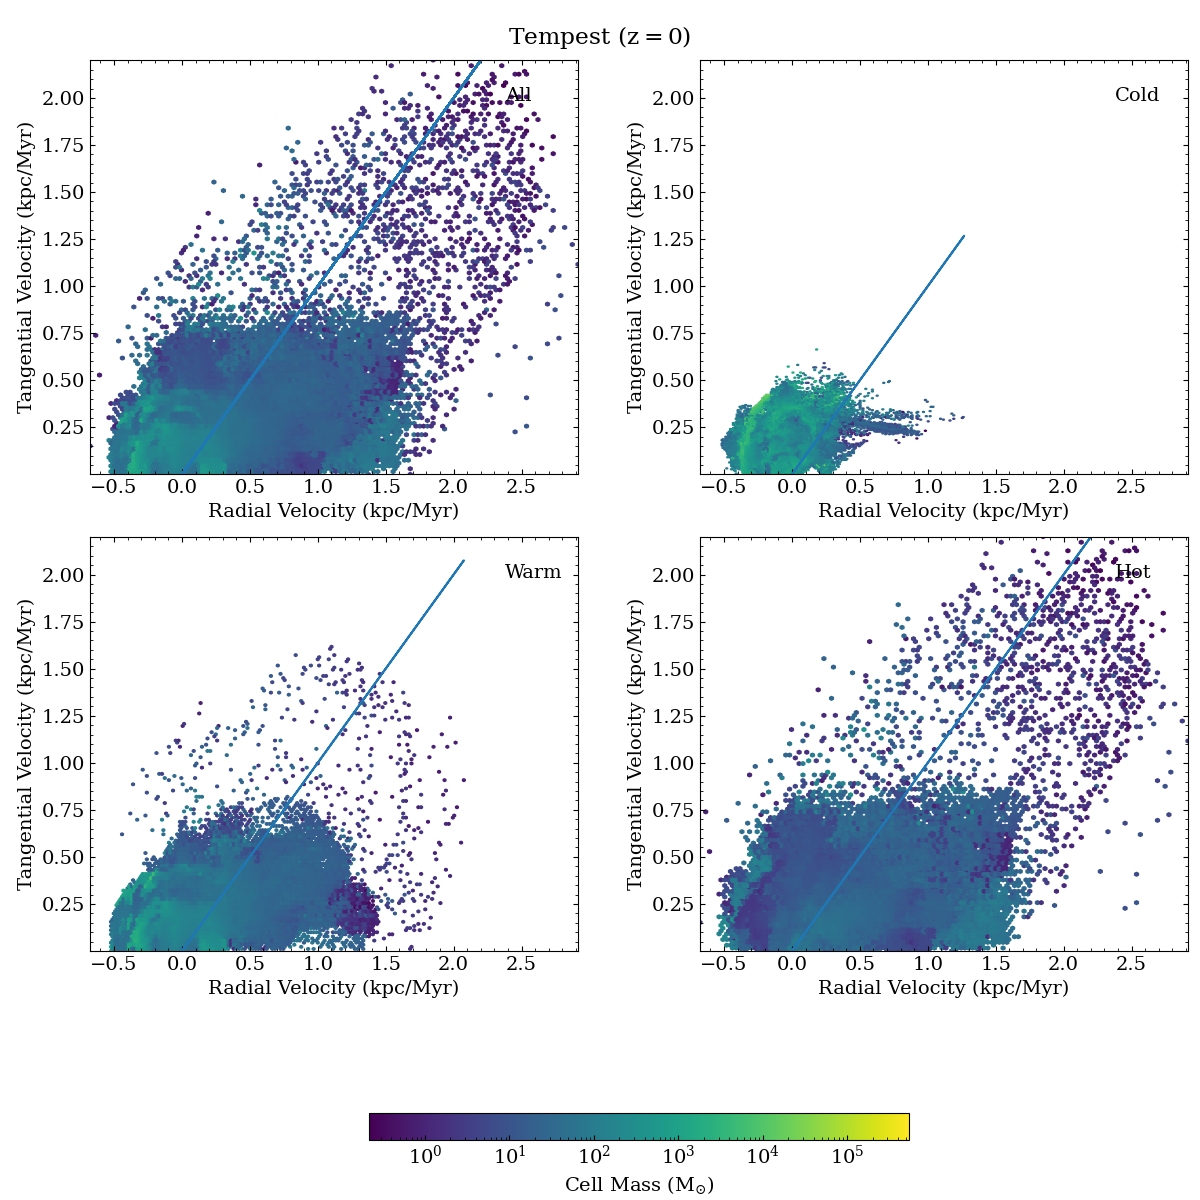 Tempest (z = 0)
All
2.00
1.75
1.50
1.25
1.00
0.75
0.50
0.25
Tangential Velocity (kpc/Myr)
−0.5 0.0 0.5 1.0 1.5 2.0 2.5
Radial Velocity (kpc/Myr)
Cold
2.00
1.75
1.50
1.25
1.00
0.75
0.50
0.25
Tangential Velocity (kpc/Myr)
−0.5 0.0 0.5 1.0 1.5 2.0 2.5
Radial Velocity (kpc/Myr)
Warm
2.00
1.75
1.50
1.25
1.00
0.75
0.50
0.25
Tangential Velocity (kpc/Myr)
−0.5 0.0 0.5 1.0 1.5 2.0 2.5
Radial Velocity (kpc/Myr)
Hot
2.00
1.75
1.50
1.25
1.00
0.75
0.50
0.25
Tangential Velocity (kpc/Myr)
−0.5 0.0 0.5 1.0 1.5 2.0 2.5
Radial Velocity (kpc/Myr)
10⁰ 10¹ 10² 10³ 10⁴ 10⁵
Cell Mass (M⊙)